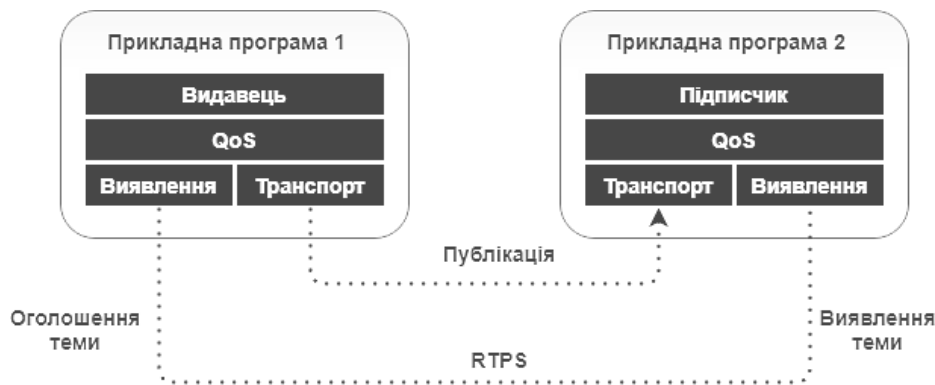 Прикладна програма 1
Видавець
QoS
Виявлення Транспорт
Прикладна програма 2
Підписчик
QoS
Транспорт Виявлення
Публікація
Оголошення
теми
RTPS
Виявлення
теми